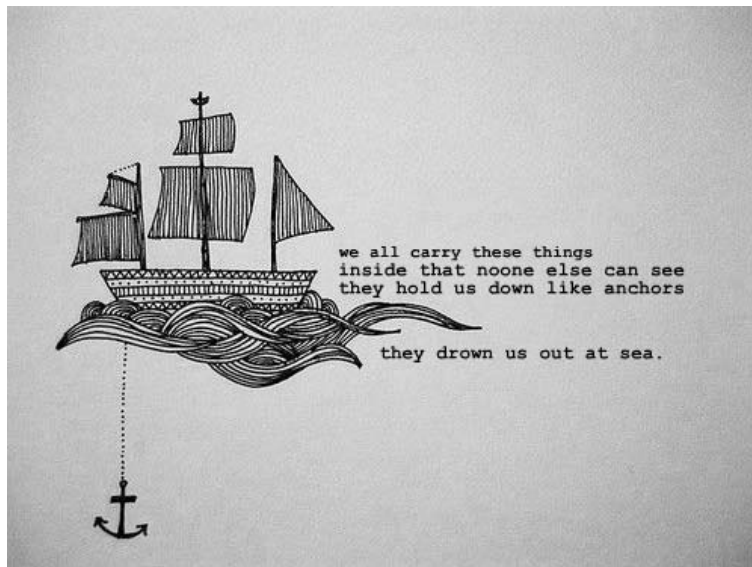 we all carry these things
inside that noone else can see
they hold us down like anchors
they drown us out at sea.